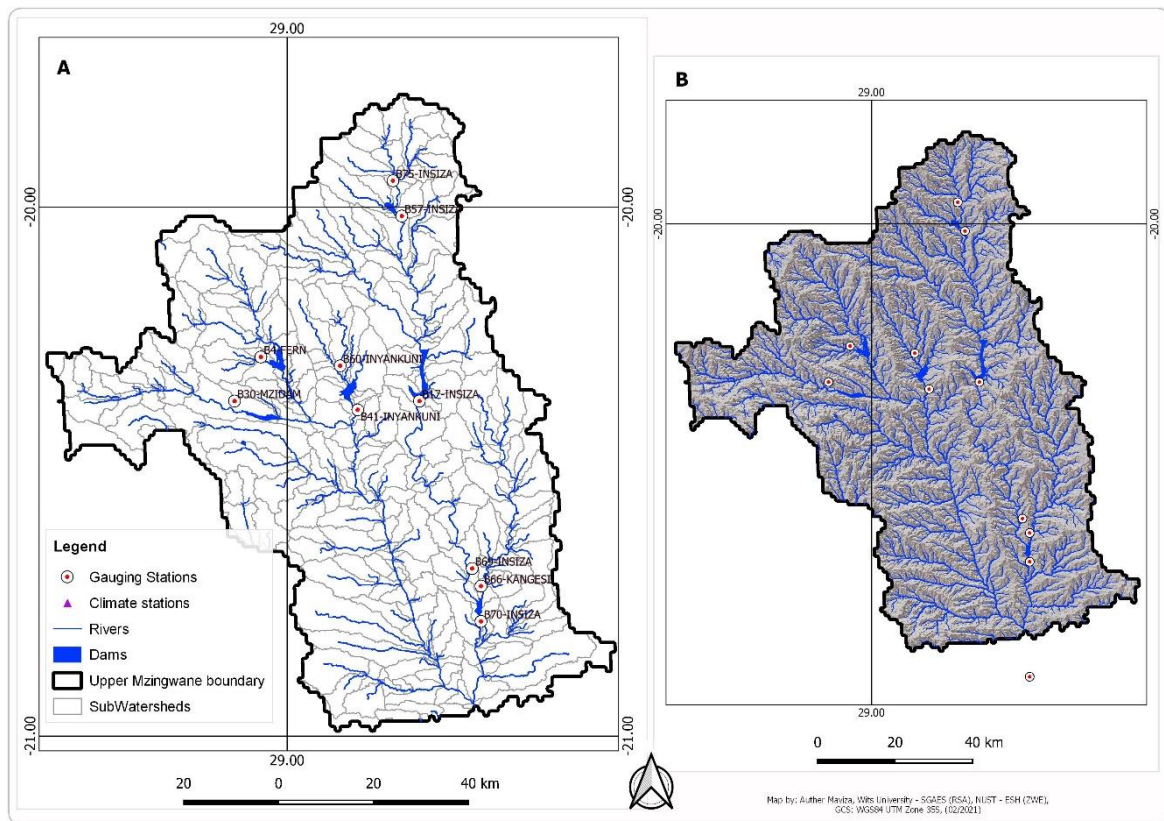 29.00
A
-20.00
-20.00
B75-INSIZA
B57-INSIZA
B4-FERN
B60-INYANKUNI
B30-MZIDAM
B17-INSIZA
B41-INYANKUNI
B69-INSIZA
B66-KANGESI
B70-INSIZA
Legend
Gauging Stations
Climate stations
Rivers
Dams
Upper Mzingwane boundary
SubWatersheds
-21.00
-21.00
29.00
20 0 20 40 km
B
29.00
-20.00
-20.00
29.00
0 20 40 km
Map by: Auther Maviza, Wits University - SGAES (RSA), NUST - ESH (ZWE),
GCS: WGS84 UTM Zone 35S, (02/2021)